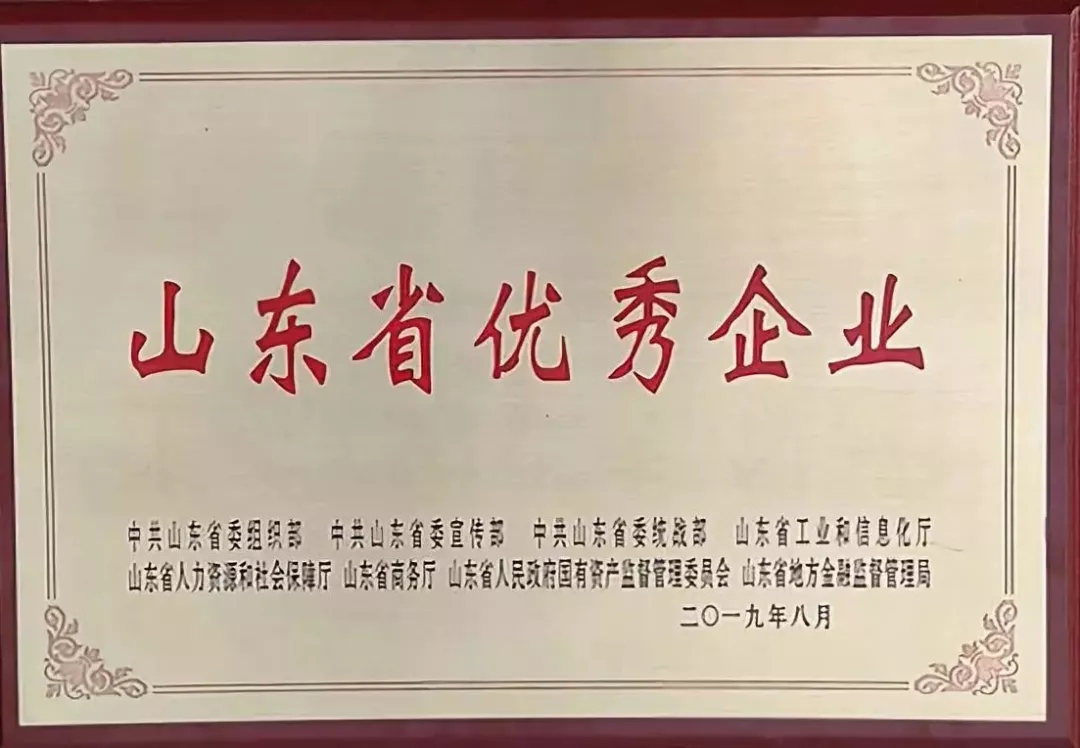 山东省优秀企业
中共山东省委组织部 中共山东省委宣传部 中共山东省委统战部 山东省工业和信息化厅
山东省人力资源和社会保障厅 山东省商务厅 山东省人民政府国有资产监督管理委员会 山东省地方金融监督管理局
二〇一九年八月